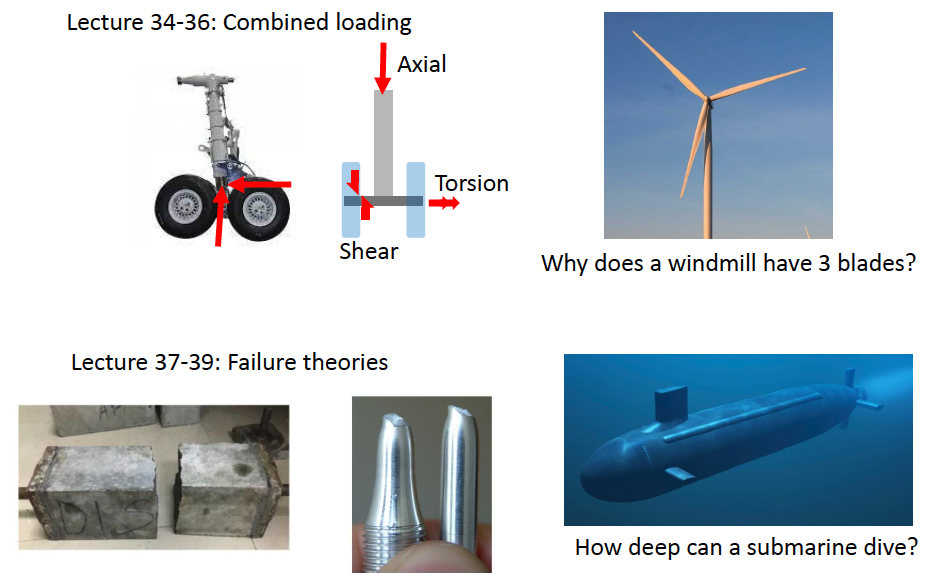 Lecture 34-36: Combined loading
Axial
Torsion
Shear
Why does a windmill have 3 blades?
Lecture 37-39: Failure theories
D15
How deep can a submarine dive?